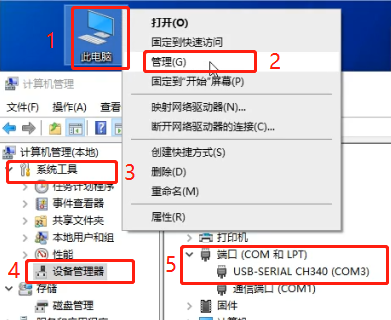 1
此电脑
打开(O)
固定到快速访问
管理(G)
2
固定到"开始"屏幕(P)
映射网络驱动器(N)...
断开网络驱动器的连接(C)...
创建快捷方式(S)
删除(D)
重命名(M)
属性(R)
计算机管理
文件(F) 操作(A) 查看
计算机管理(本地)
系统工具
3
任务计划程序
事件查看器
共享文件夹
本地用户和组
性能
4
设备管理器
存储
磁盘管理
打印机
5
端口 (COM 和 LPT)
USB-SERIAL CH340 (COM3)
通信端口 (COM1)
固件